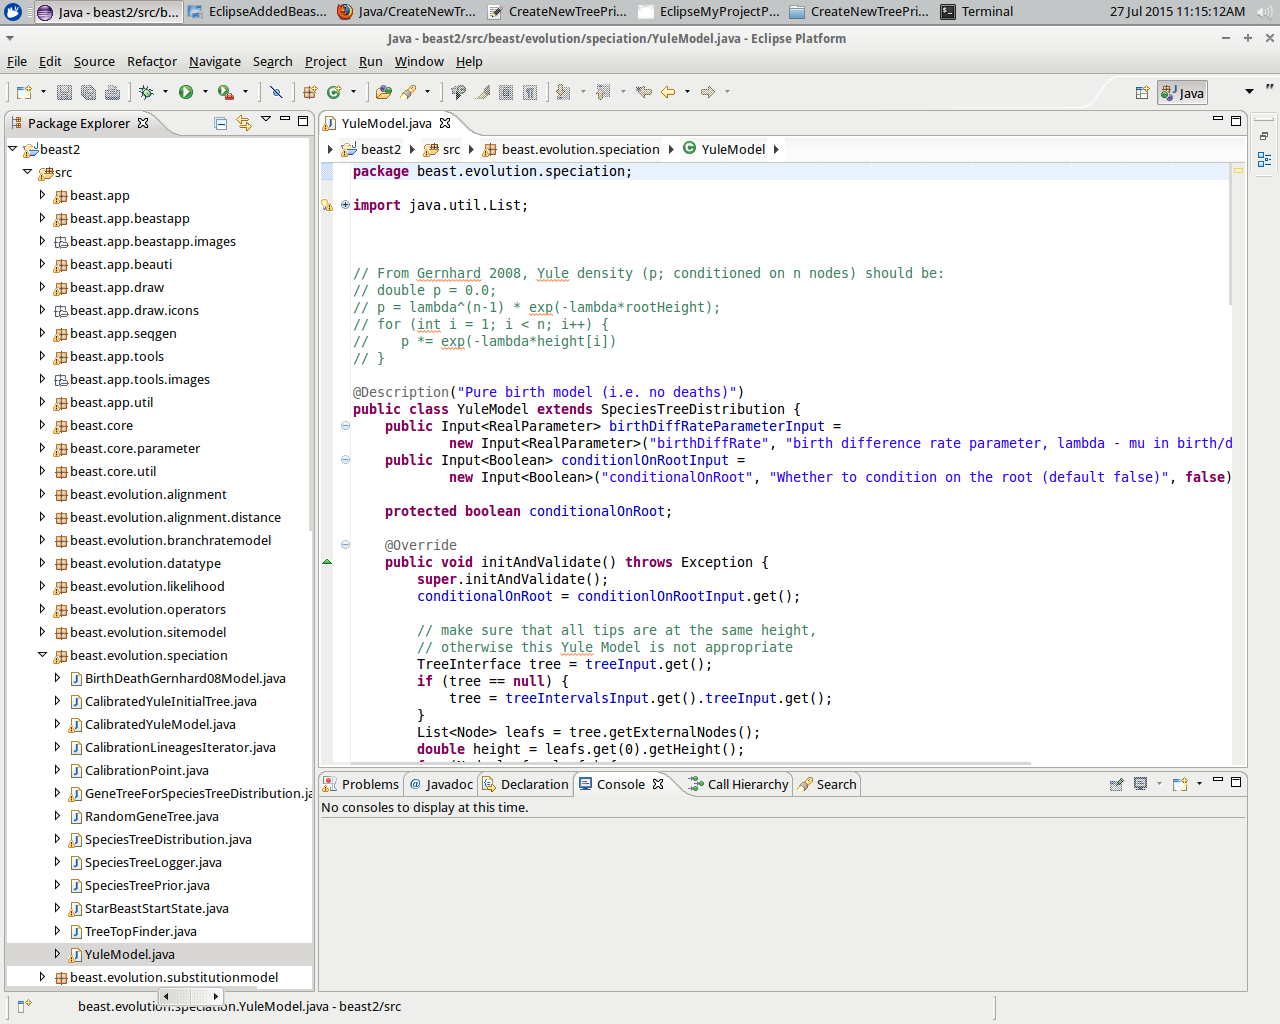 Java - beast2/src/b...
EclipseAddedBeas...
Java/CreateNewTr...
CreateNewTreePri...
EclipseMyProjectP...
CreateNewTreePri...
Terminal
27 Jul 2015 11:15:12AM
Java - beast2/src/beast/evolution/speciation/YuleModel.java - Eclipse Platform
File Edit Source Refactor Navigate Search Project Run Window Help
Java
Package Explorer
beast2
src
beast.app
beast.app.beastapp
beast.app.beastapp.images
beast.app.beauti
beast.app.draw
beast.app.draw.icons
beast.app.seqgen
beast.app.tools
beast.app.tools.images
beast.app.util
beast.core
beast.core.parameter
beast.core.util
beast.evolution.alignment
beast.evolution.alignment.distance
beast.evolution.branchratemodel
beast.evolution.datatype
beast.evolution.likelihood
beast.evolution.operators
beast.evolution.sitemodel
beast.evolution.speciation
BirthDeathGernhard08Model.java
CalibratedYuleInitialTree.java
CalibratedYuleModel.java
CalibrationLineagesIterator.java
CalibrationPoint.java
GeneTreeForSpeciesTreeDistribution.ja
RandomGeneTree.java
SpeciesTreeDistribution.java
SpeciesTreeLogger.java
SpeciesTreePrior.java
StarBeastStartState.java
TreeTopFinder.java
YuleModel.java
beast.evolution.substitutionmodel
YuleModel.java
beast2 src beast.evolution.speciation YuleModel
package beast.evolution.speciation;
import java.util.List;
// From Gernhard 2008, Yule density (p; conditioned on n nodes) should be:
// double p = 0.0;
// p = lambda^(n-1) * exp(-lambda*rootHeight);
// for (int i = 1; i < n; i++) {
//    p *= exp(-lambda*height[i])
// }
@Description("Pure birth model (i.e. no deaths)")
public class YuleModel extends SpeciesTreeDistribution {
public Input<RealParameter> birthDiffRateParameterInput =
new Input<RealParameter>("birthDiffRate", "birth difference rate parameter, lambda - mu in birth/d
public Input<Boolean> conditionlOnRootInput =
new Input<Boolean>("conditionalOnRoot", "Whether to condition on the root (default false)", false)
protected boolean conditionalOnRoot;
@Override
public void initAndValidate() throws Exception {
super.initAndValidate();
conditionalOnRoot = conditionlOnRootInput.get();
// make sure that all tips are at the same height,
// otherwise this Yule Model is not appropriate
TreeInterface tree = treeInput.get();
if (tree == null) {
tree = treeIntervalsInput.get().treeInput.get();
}
List<Node> leafs = tree.getExternalNodes();
double height = leafs.get(0).getHeight();
Problems @ Javadoc Declaration Console Call Hierarchy Search
No consoles to display at this time.
beast.evolution.speciation.YuleModel.java - beast2/src